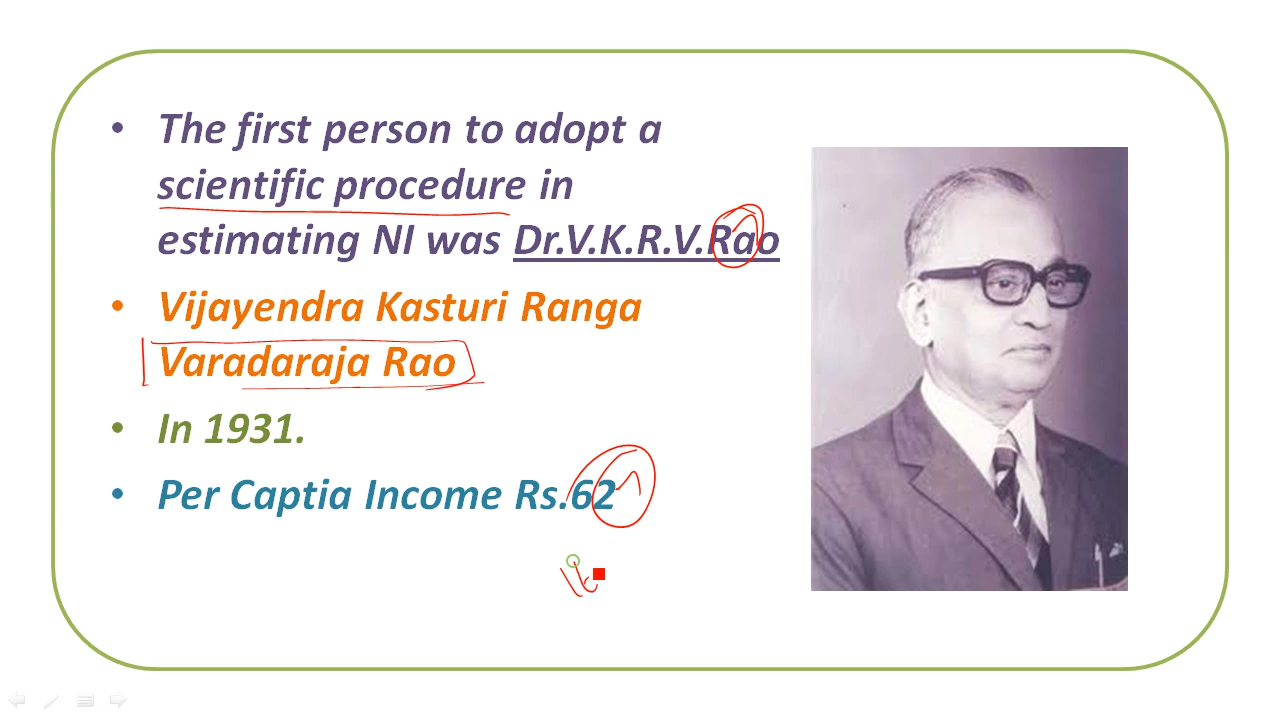 • The first person to adopt a
scientific procedure in
estimating NI was Dr.V.K.R.V.Rao
• Vijayendra Kasturi Ranga
Varadaraja Rao
• In 1931.
• Per Captia Income Rs.62